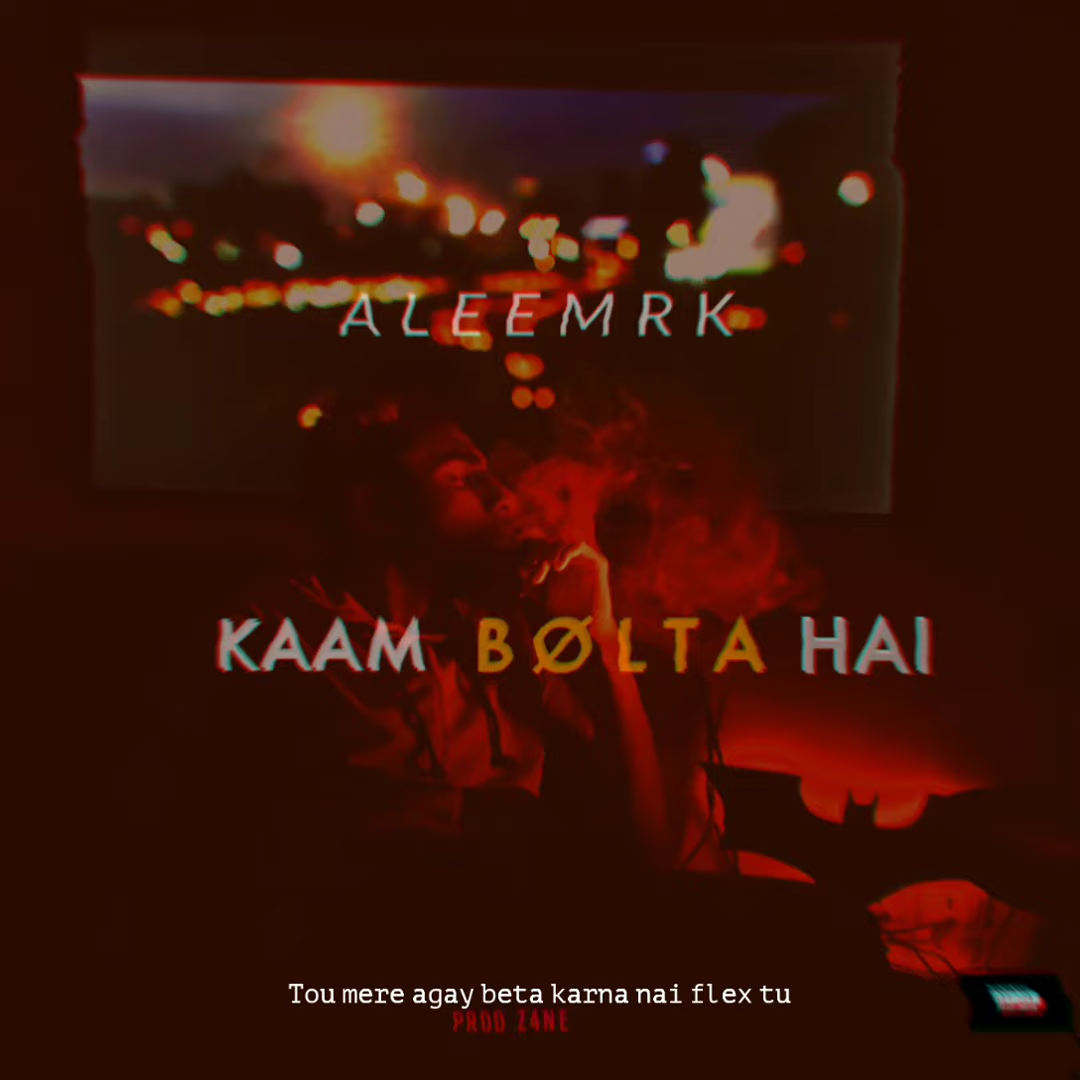 ALEEMRK
KAAM BØLTA HAI
Tou mere agay beta karna nai flex tu
PROD Z4NE